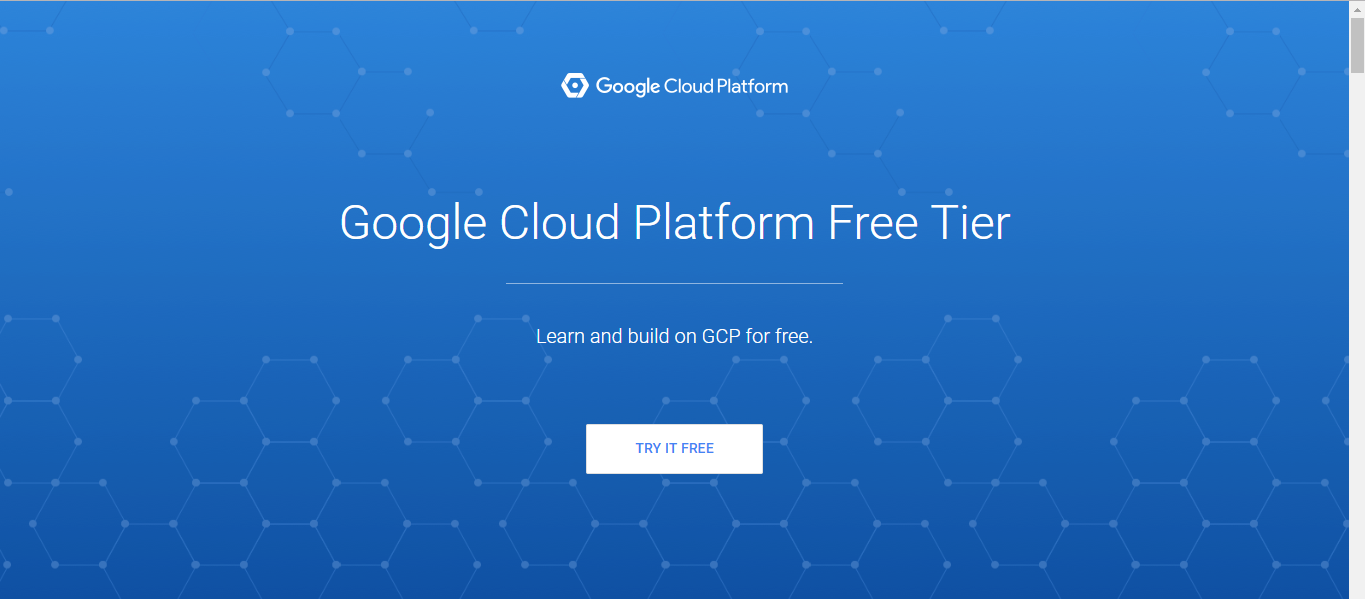 Google Cloud Platform
Google Cloud Platform Free Tier
Learn and build on GCP for free.
TRY IT FREE